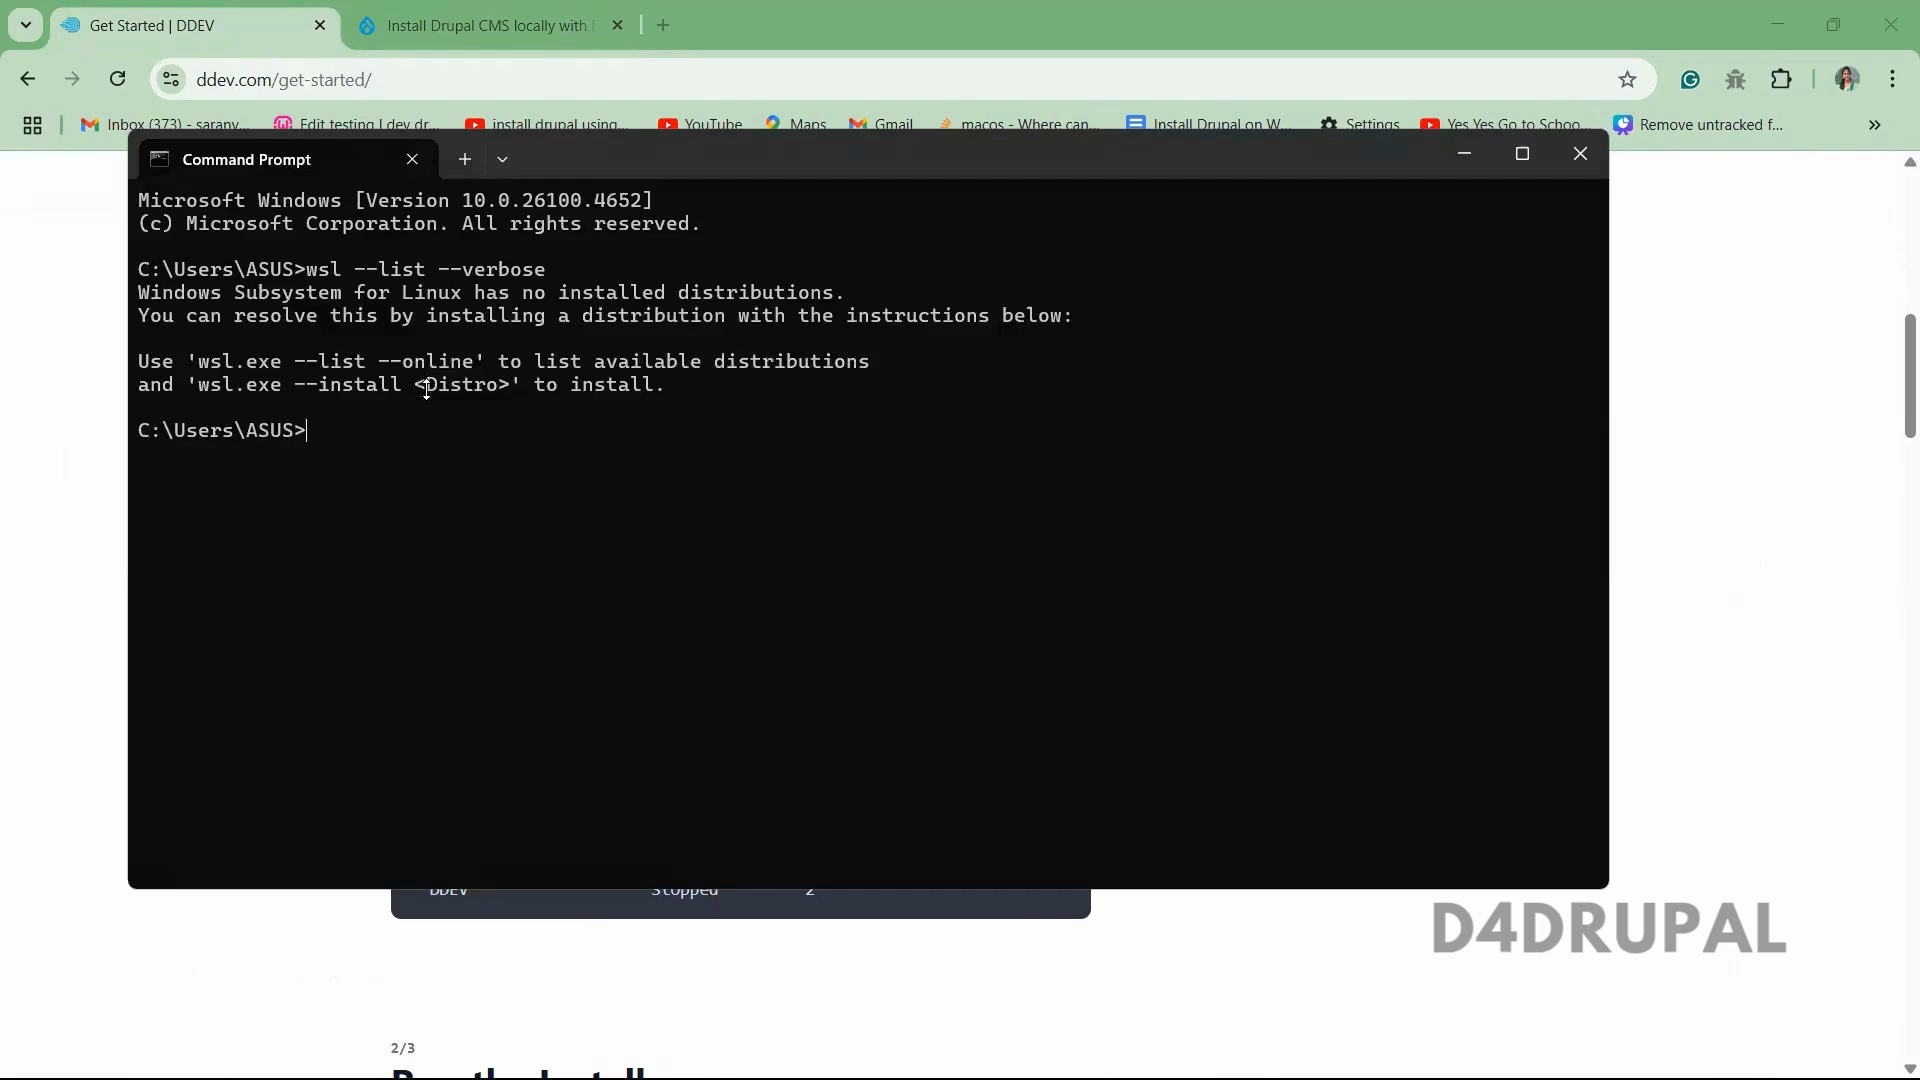 Get Started | DDEV
Install Drupal CMS locally with
ddev.com/get-started/
Inbox (373) - sarany...
Edit testing | dev dr...
install drupal using...
YouTube
Maps
Gmail
macos - Where can...
Install Drupal on W...
Settings
Yes Yes Go to Schoo...
Remove untracked f...
Command Prompt
Microsoft Windows [Version 10.0.26100.4652]
(c) Microsoft Corporation. All rights reserved.
C:\Users\ASUS>wsl --list --verbose
Windows Subsystem for Linux has no installed distributions.
You can resolve this by installing a distribution with the instructions below:
Use 'wsl.exe --list --online' to list available distributions
and 'wsl.exe --install <Distro>' to install.
C:\Users\ASUS>
DDEV Stopped 2
D4DRUPAL
2/3